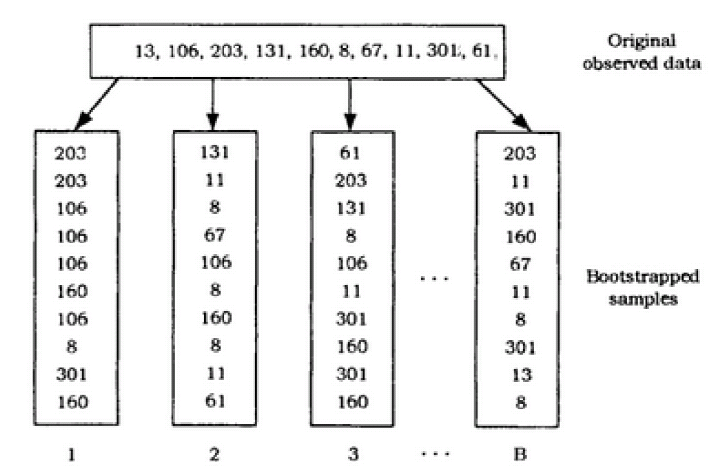 13, 106, 203, 131, 160, 8, 67, 11, 301, 61,
Original
observed data
203 131 61 203
203 11 203 11
106 8 131 301
106 67 8 160
106 106 106 67
160 8 11 11
... 
106 160 301 8
8 8 160 301
301 11 301 13
160 61 160 8
Bootstrapped
samples
1 2 3 ... B